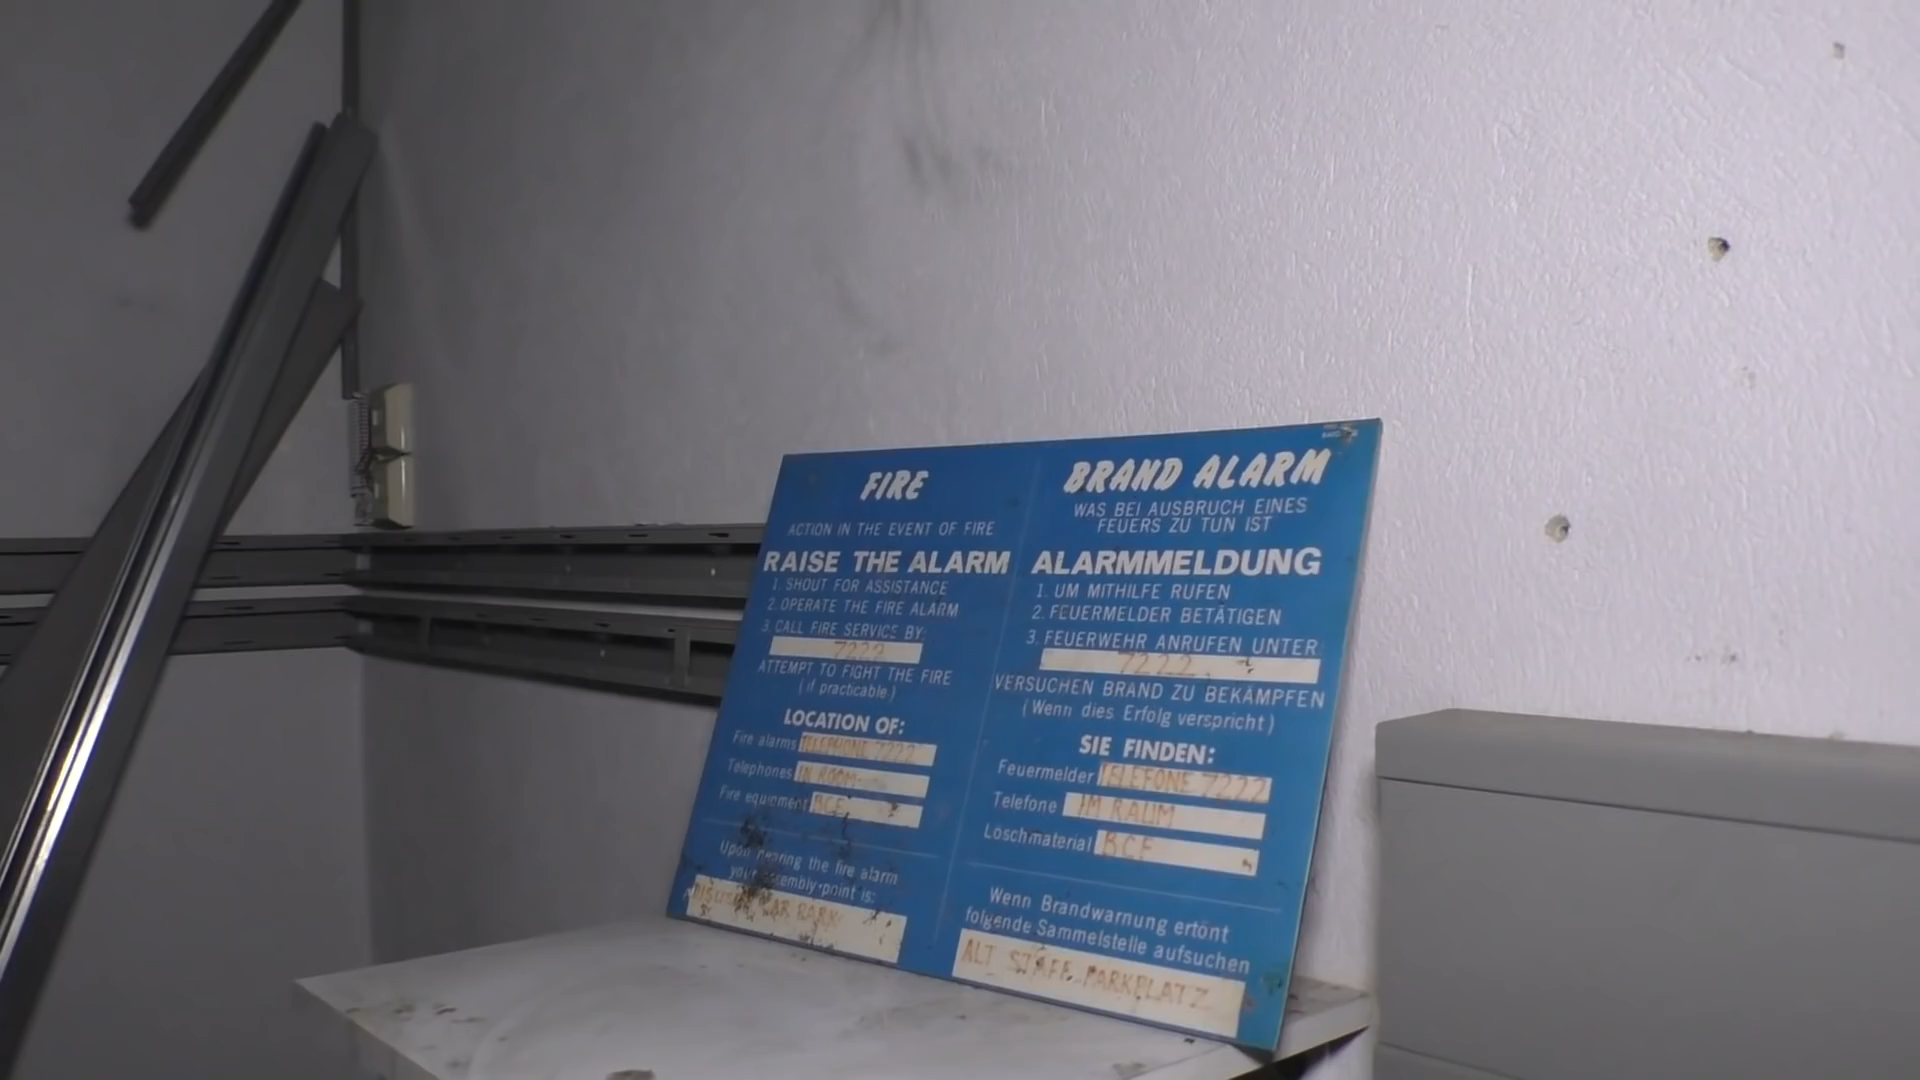 FIRE
ACTION IN THE EVENT OF FIRE
RAISE THE ALARM
1. SHOUT FOR ASSISTANCE
2. OPERATE THE FIRE ALARM
3. CALL FIRE SERVICE BY:
7222
ATTEMPT TO FIGHT THE FIRE
(if practicable)
LOCATION OF:
Fire alarms TELEPHONE 7222
Telephones IN ROOM
Fire equipment BCF
Upon hearing the fire alarm
your assembly-point is:
CAR PARK
BRAND ALARM
WAS BEI AUSBRUCH EINES
FEUERS ZU TUN IST
ALARMMELDUNG
1. UM MITHILFE RUFEN
2. FEUERMELDER BETÄTIGEN
3. FEUERWEHR ANRUFEN UNTER
7222
VERSUCHEN BRAND ZU BEKÄMPFEN
(Wenn dies Erfolg verspricht)
SIE FINDEN:
Feuermelder TELEFONE 7222
Telefone IM RAUM
Löschmaterial BCF
Wenn Brandwarnung ertönt
folgende Sammelstelle aufsuchen
ALT STAFF PARKPLATZ